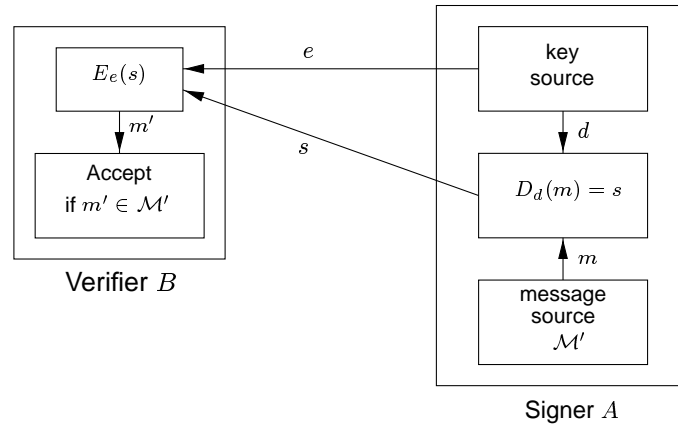 E_e(s)
m′
Accept
if m′ ∈ ℳ′
Verifier B
e
s
key
source
d
D_d(m) = s
m
message
source
ℳ′
Signer A